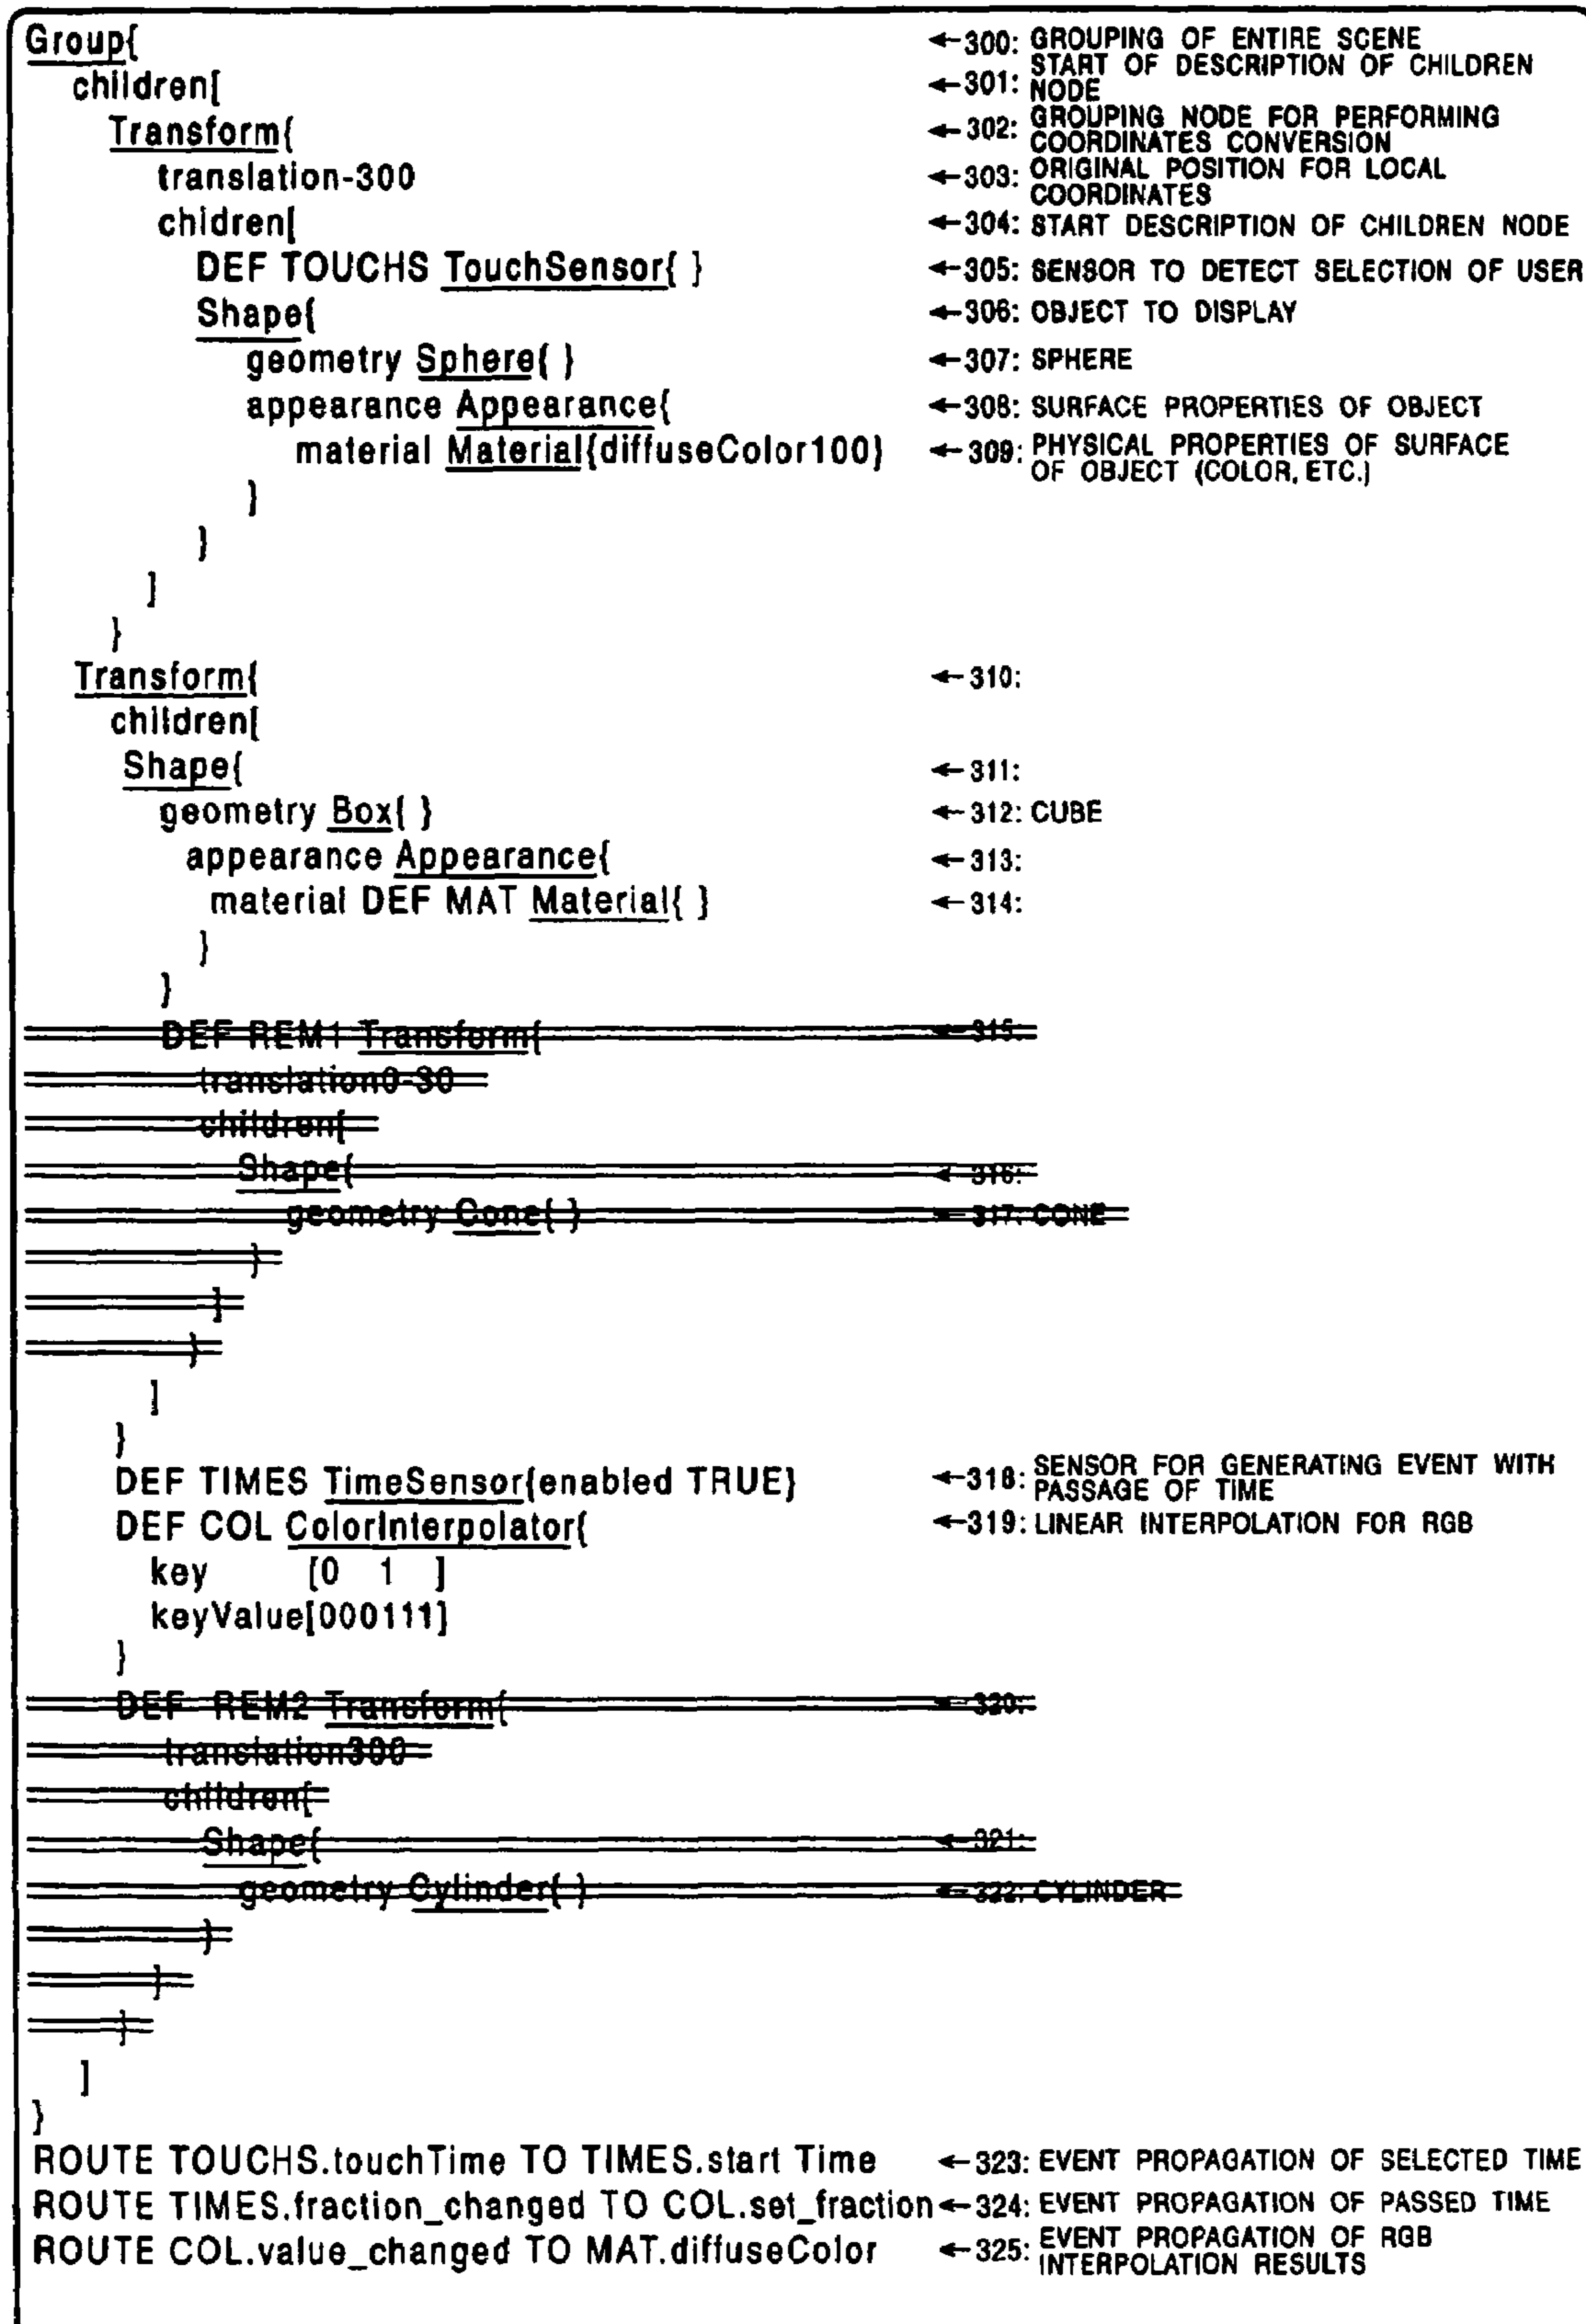 Group{ ←300: GROUPING OF ENTIRE SCENE
children[ ←301: START OF DESCRIPTION OF CHILDREN
NODE
Transform{ ←302: GROUPING NODE FOR PERFORMING
COORDINATES CONVERSION
translation-300 ←303: ORIGINAL POSITION FOR LOCAL
COORDINATES
chidren[ ←304: START DESCRIPTION OF CHILDREN NODE
DEF TOUCHS TouchSensor{ } ←305: SENSOR TO DETECT SELECTION OF USER
Shape{ ←306: OBJECT TO DISPLAY
geometry Sphere{ } ←307: SPHERE
appearance Appearance{ ←308: SURFACE PROPERTIES OF OBJECT
material Material{diffuseColor100} ←309: PHYSICAL PROPERTIES OF SURFACE
OF OBJECT (COLOR, ETC.)
}
}
]
}
Transform{ ←310:
children[
Shape{ ←311:
geometry Box{ } ←312: CUBE
appearance Appearance{ ←313:
material DEF MAT Material{ } ←314:
}
}
DEF REM1 Transform{ ←315:
translation0-30
children[
Shape{ ←316:
geometry Cone{ } ←317: CONE
}
]
}
]
}
DEF TIMES TimeSensor{enabled TRUE} ←318: SENSOR FOR GENERATING EVENT WITH
PASSAGE OF TIME
DEF COL ColorInterpolator{ ←319: LINEAR INTERPOLATION FOR RGB
key [0 1 ]
keyValue[000111]
}
DEF REM2 Transform{ ←320:
translation300
children[
Shape{ ←321:
geometry Cylinder{ } ←322: CYLINDER
}
]
}
]
}
ROUTE TOUCHS.touchTime TO TIMES.start Time ←323: EVENT PROPAGATION OF SELECTED TIME
ROUTE TIMES.fraction_changed TO COL.set_fraction ←324: EVENT PROPAGATION OF PASSED TIME
ROUTE COL.value_changed TO MAT.diffuseColor ←325: EVENT PROPAGATION OF RGB
INTERPOLATION RESULTS